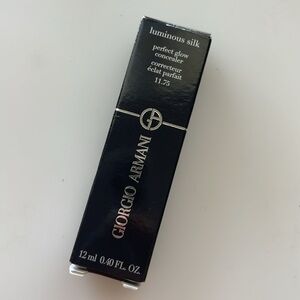 luminous silk
perfect glow
concealer
correcteur
éclat parfait
11.75
GIORGIO ARMANI
12 ml 0.40 FL. OZ.